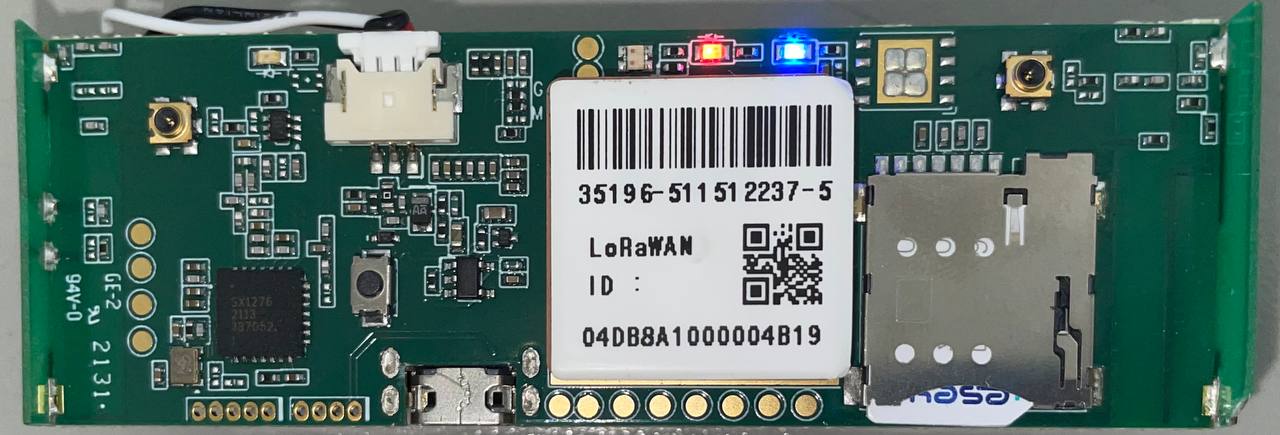 G
M
35196-511512237-5
LoRaWAN
ID :
04DB8A1000004B19
SX1276
2113
GE-2
94V-0
2131